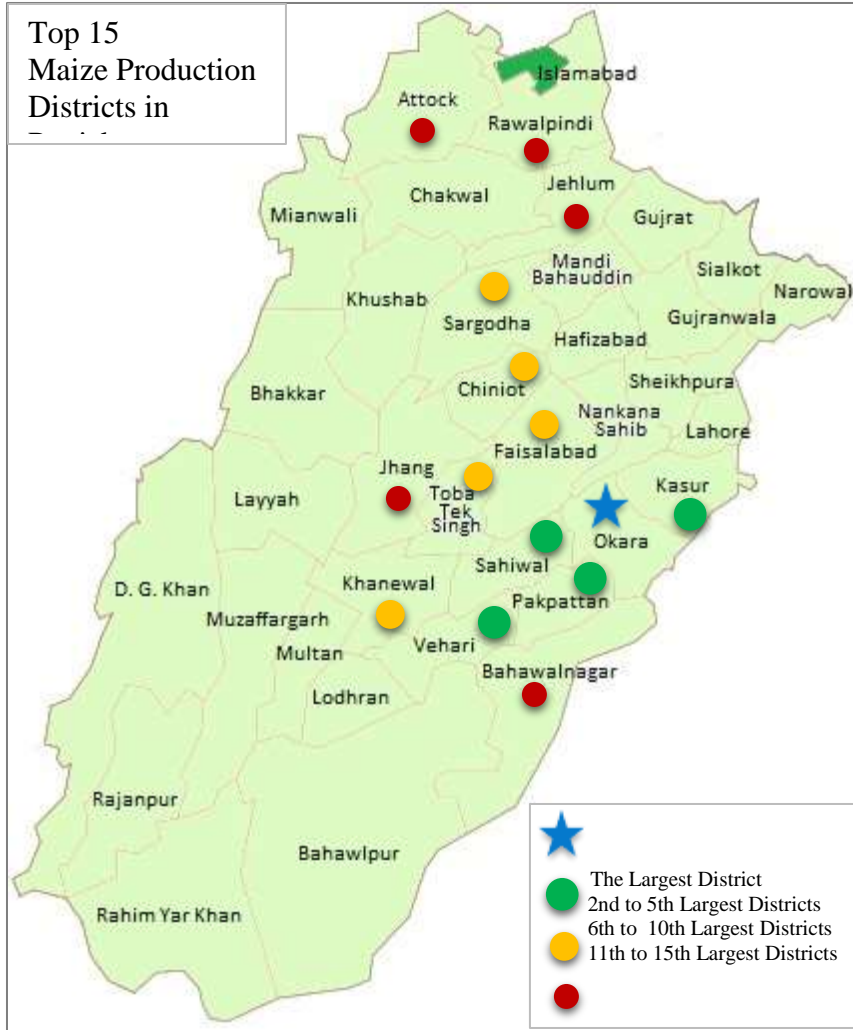 Top 15
Maize Production
Districts in
Islamabad
Attock
Rawalpindi
Jehlum
Chakwal
Mianwali
Gujrat
Mandi
Bahauddin
Sialkot
Narowal
Khushab
Sargodha
Gujranwala
Hafizabad
Sheikhpura
Bhakkar
Chiniot
Nankana
Sahib
Lahore
Faisalabad
Jhang
Toba
Tek
Singh
Layyah
Kasur
Okara
Sahiwal
D. G. Khan
Khanewal
Pakpattan
Muzaffargarh
Vehari
Multan
Bahawalnagar
Lodhran
Rajanpur
Bahawlpur
Rahim Yar Khan
The Largest District
2nd to 5th Largest Districts
6th to 10th Largest Districts
11th to 15th Largest Districts